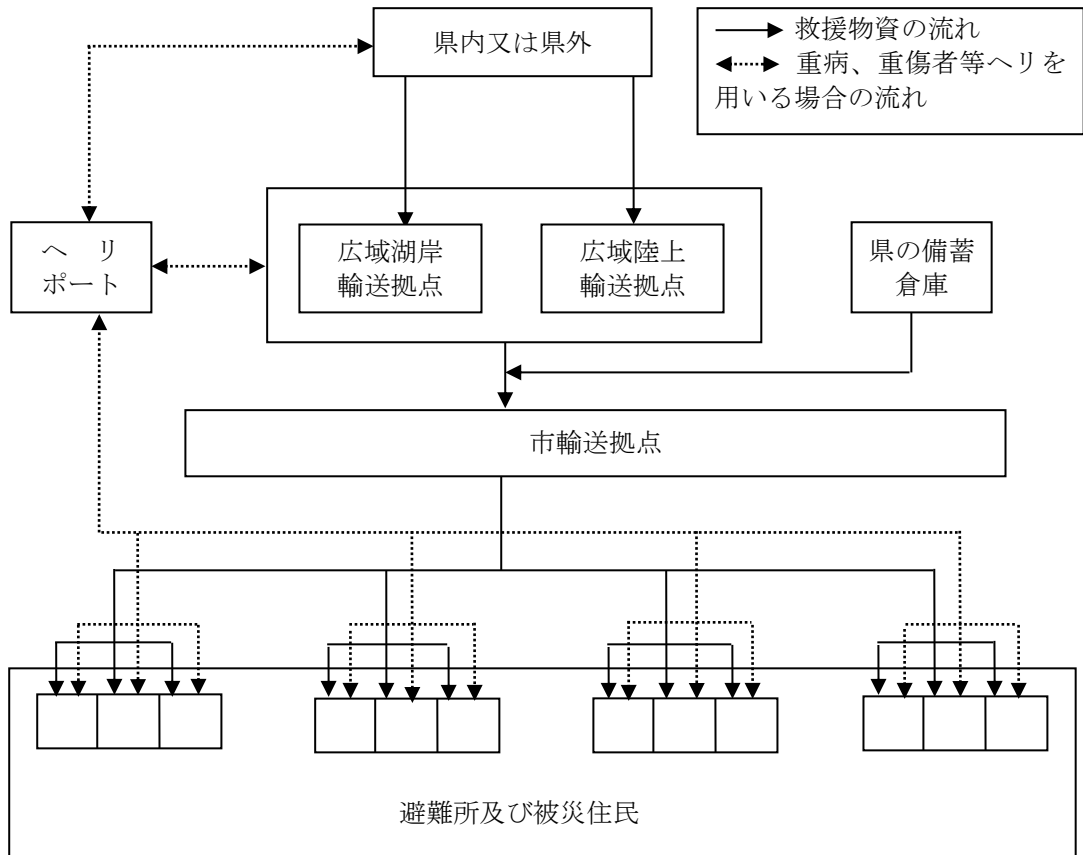 県内又は県外
救援物資の流れ
重病、重傷者等ヘリを
用いる場合の流れ
ヘ　リ
ポート
広域湖岸
輸送拠点
広域陸上
輸送拠点
県の備蓄
倉庫
市輸送拠点
避難所及び被災住民